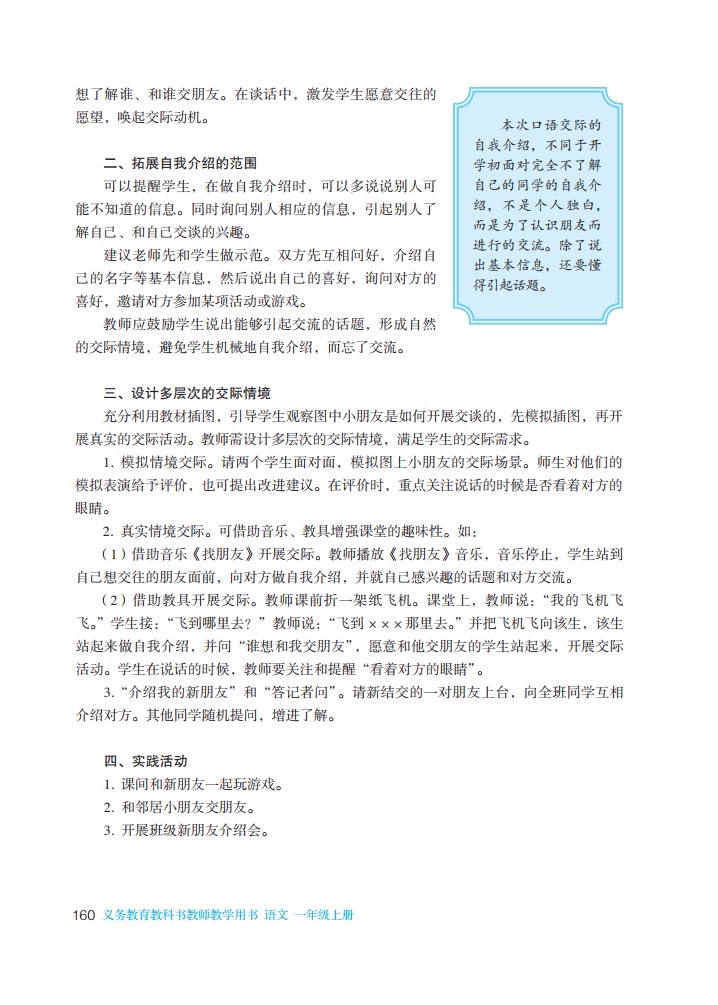 想了解谁、和谁交朋友。在谈话中，激发学生愿意交往的
愿望，唤起交际动机。
二、拓展自我介绍的范围
可以提醒学生，在做自我介绍时，可以多说说别人可
能不知道的信息。同时询问别人相应的信息，引起别人了
解自己、和自己交谈的兴趣。
建议老师先和学生做示范。双方先互相问好，介绍自
己的名字等基本信息，然后说出自己的喜好，询问对方的
喜好，邀请对方参加某项活动或游戏。
教师应鼓励学生说出能够引起交流的话题，形成自然
的交际情境，避免学生机械地自我介绍，而忘了交流。
本次口语交际的
自我介绍，不同于开
学初面对完全不了解
自己的同学的自我介
绍，不是个人独白，
而是为了认识朋友而
进行的交流。除了说
出基本信息，还要懂
得引起话题。
三、设计多层次的交际情境
充分利用教材插图，引导学生观察图中小朋友是如何开展交谈的，先模拟插图，再开
展真实的交际活动。教师需设计多层次的交际情境，满足学生的交际需求。
1. 模拟情境交际。请两个学生面对面，模拟图上小朋友的交际场景。师生对他们的
模拟表演给予评价，也可提出改进建议。在评价时，重点关注说话的时候是否看着对方的
眼睛。
2. 真实情境交际。可借助音乐、教具增强课堂的趣味性。如：
（1）借助音乐《找朋友》开展交际。教师播放《找朋友》音乐，音乐停止，学生站到
自己想交往的朋友面前，向对方做自我介绍，并就自己感兴趣的话题和对方交流。
（2）借助教具开展交际。教师课前折一架纸飞机。课堂上，教师说：“我的飞机飞
飞。”学生接：“飞到哪里去？”教师说：“飞到×××那里去。”并把飞机飞向该生，该生
站起来做自我介绍，并问“谁想和我交朋友”，愿意和他交朋友的学生站起来，开展交际
活动。学生在说话的时候，教师要关注和提醒“看着对方的眼睛”。
3. “介绍我的新朋友”和“答记者问”。请新结交的一对朋友上台，向全班同学互相
介绍对方。其他同学随机提问，增进了解。
四、实践活动
1. 课间和新朋友一起玩游戏。
2. 和邻居小朋友交朋友。
3. 开展班级新朋友介绍会。
160 义务教育教科书教师教学用书 语文 一年级上册